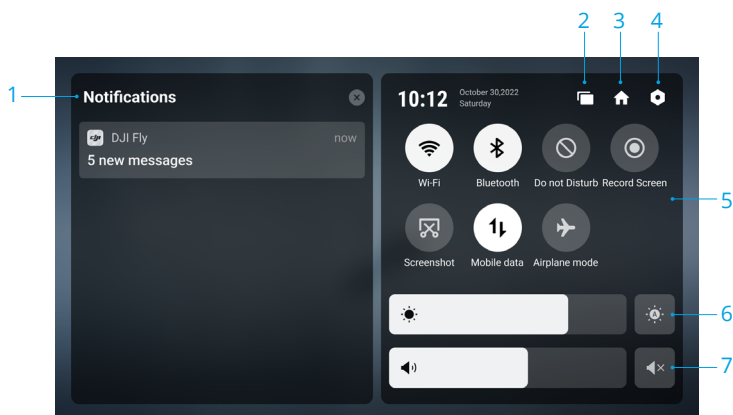 2
3
4
1
Notifications
10:12
October 30,2022
Saturday
DJI Fly
now
5 new messages
Wi-Fi
Bluetooth
Do not Disturb
Record Screen
5
Screenshot
Mobile data
Airplane mode
A
6
7